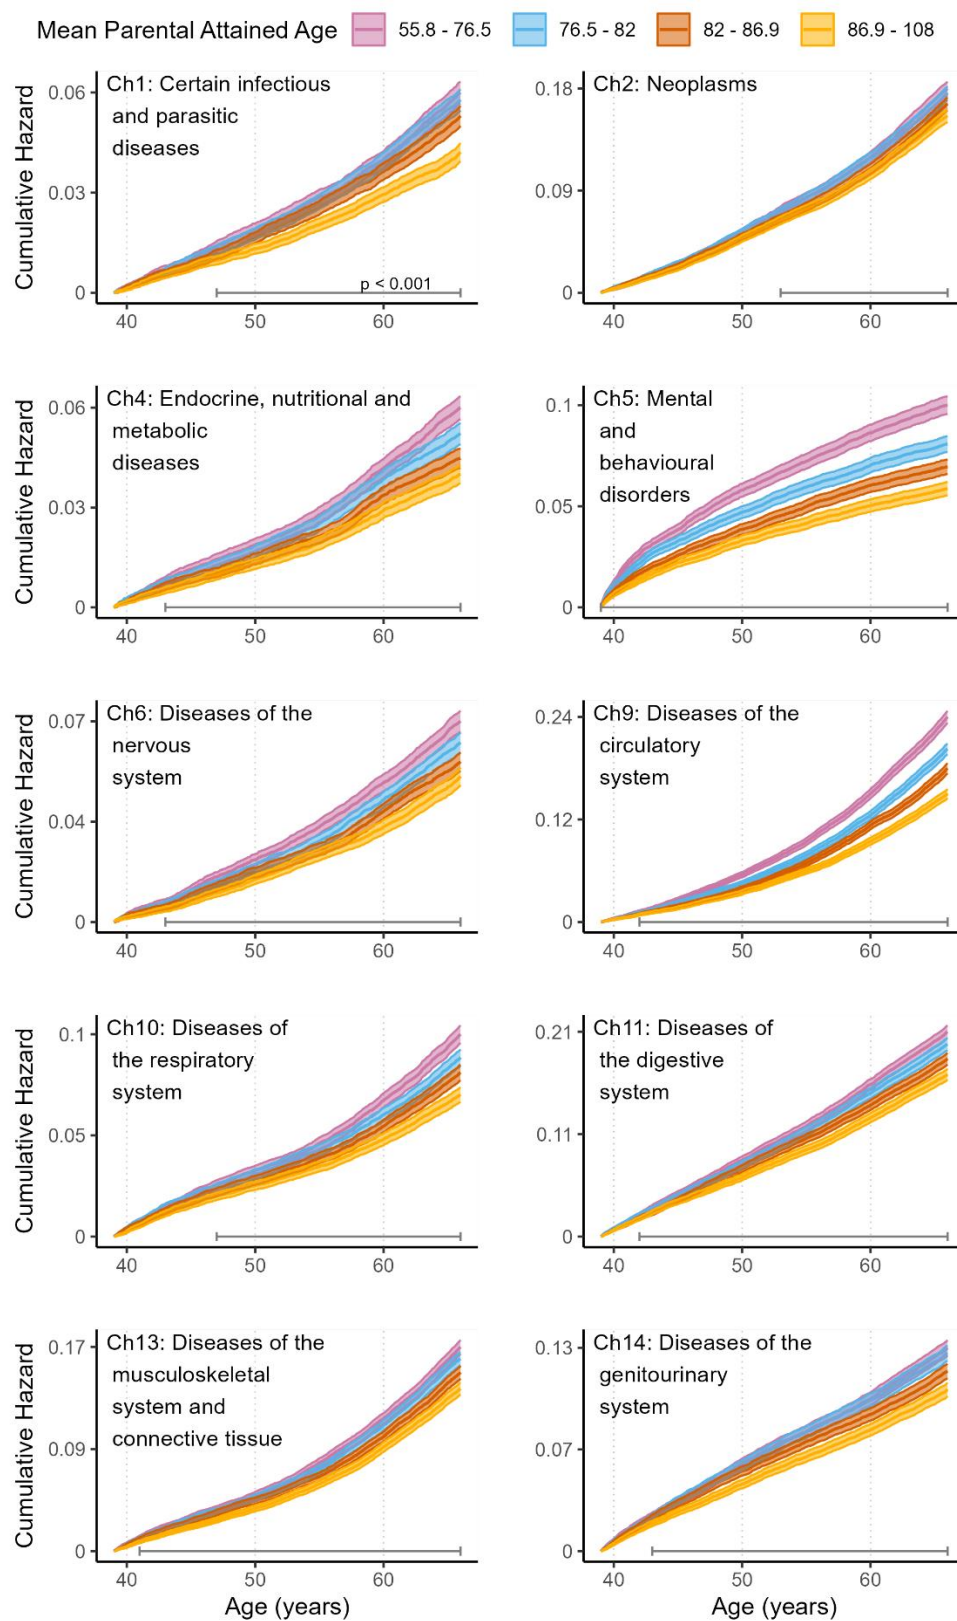 Mean Parental Attained Age 55.8 - 76.5 76.5 - 82 82 - 86.9 86.9 - 108
Cumulative Hazard
Ch1: Certain infectious
and parasitic
diseases
0.06
0.03
0
p < 0.001
40 50 60
Ch2: Neoplasms
0.18
0.09
0
40 50 60
Cumulative Hazard
Ch4: Endocrine, nutritional and
metabolic
diseases
0.06
0.03
0
40 50 60
Ch5: Mental
and
behavioural
disorders
0.1
0.05
0
40 50 60
Cumulative Hazard
Ch6: Diseases of the
nervous
system
0.07
0.04
0
40 50 60
Ch9: Diseases of the
circulatory
system
0.24
0.12
0
40 50 60
Cumulative Hazard
Ch10: Diseases of
the respiratory
system
0.1
0.05
0
40 50 60
Ch11: Diseases of
the digestive
system
0.21
0.11
0
40 50 60
Cumulative Hazard
Ch13: Diseases of the
musculoskeletal
system and
connective tissue
0.17
0.09
0
40 50 60
Age (years)
Ch14: Diseases of the
genitourinary
system
0.13
0.07
0
40 50 60
Age (years)